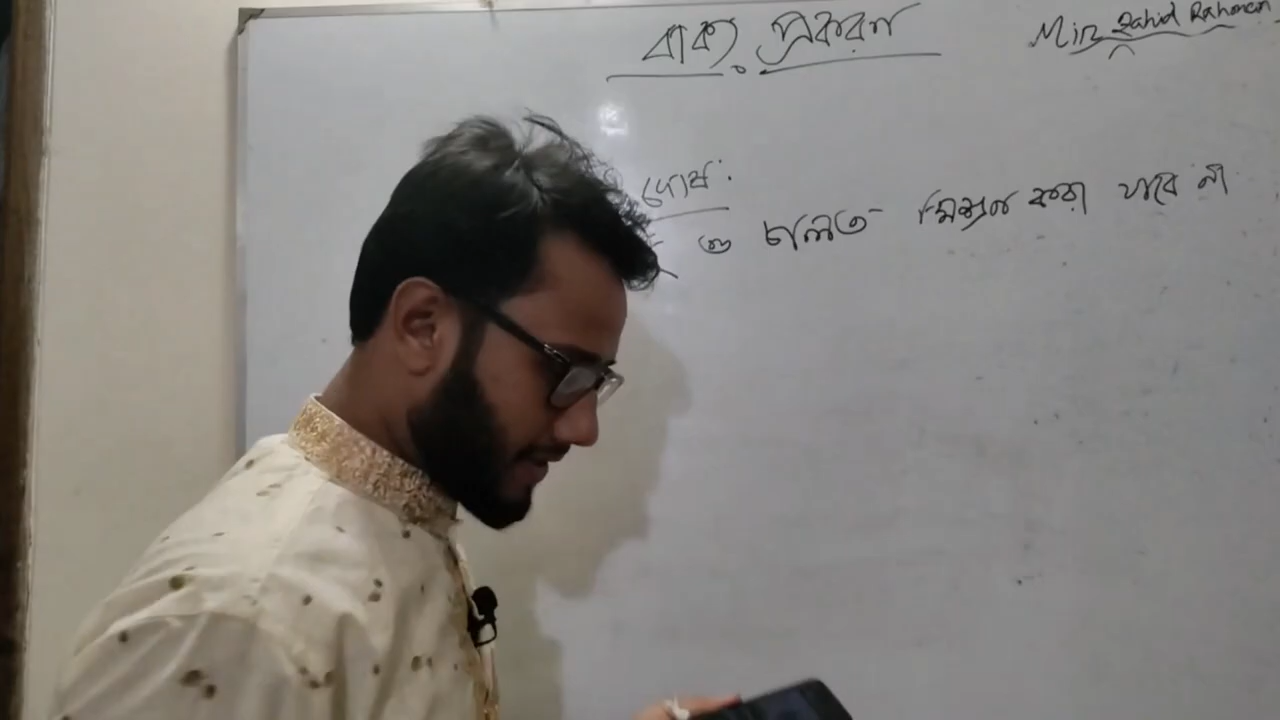 বাক্য প্রকরণ
Mir Zahid Rahman
দোষ:
ও চলিত মিশ্রণ করা যাবে না